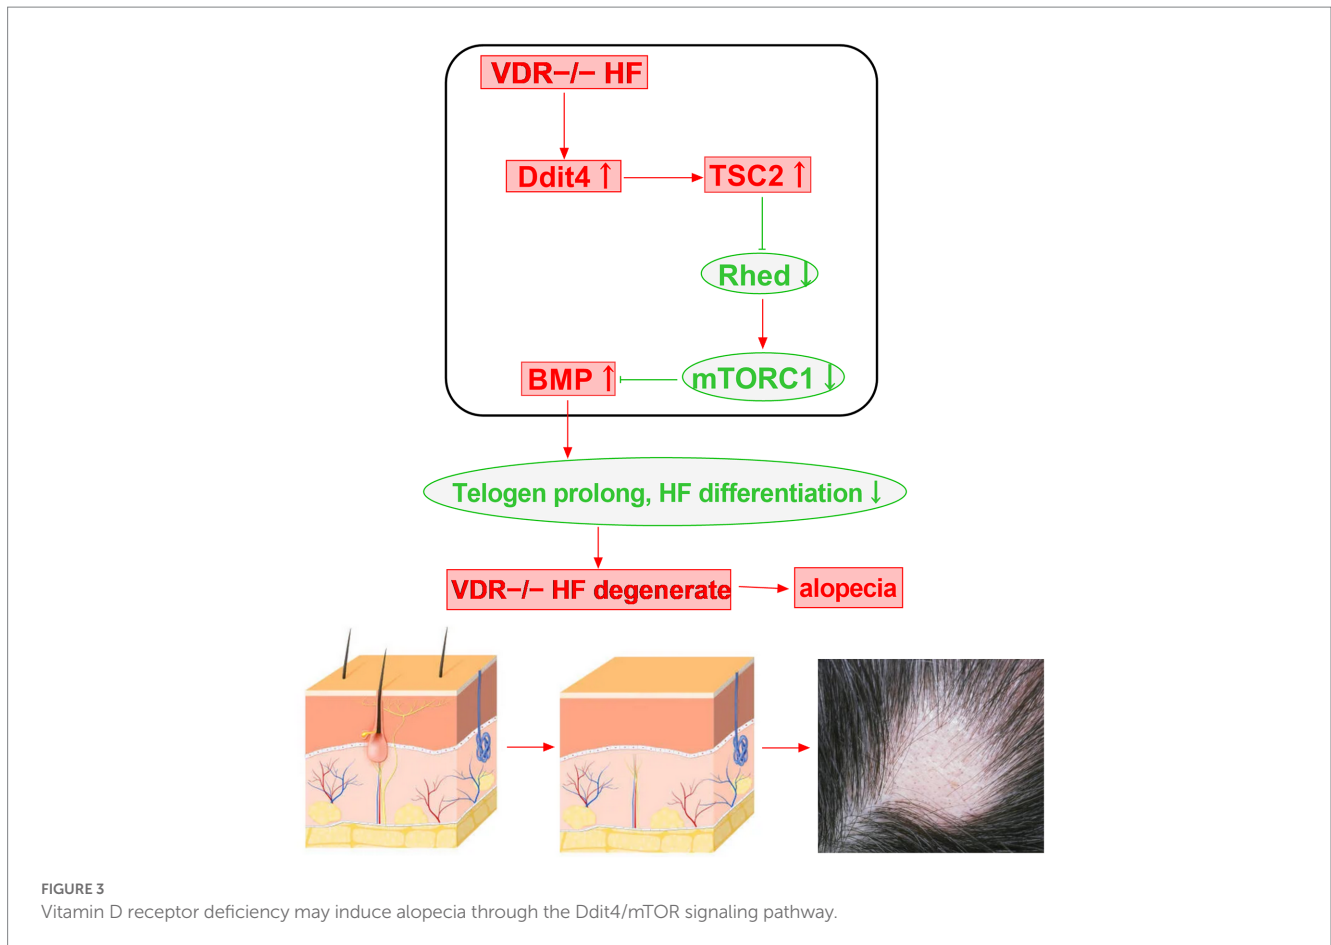 VDR−/− HF
Ddit4 ↑
TSC2 ↑
Rhed ↓
BMP ↑
mTORC1 ↓
Telogen prolong, HF differentiation ↓
VDR−/− HF degenerate
alopecia
FIGURE 3
Vitamin D receptor deficiency may induce alopecia through the Ddit4/mTOR signaling pathway.